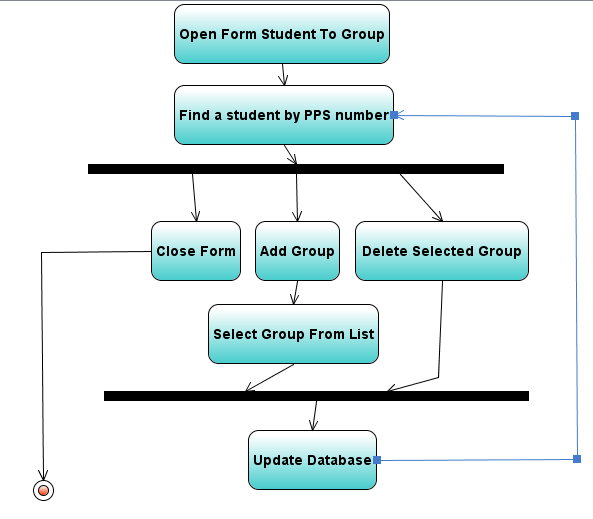 Open Form Student To Group
Find a student by PPS number
Close Form
Add Group
Delete Selected Group
Select Group From List
Update Database